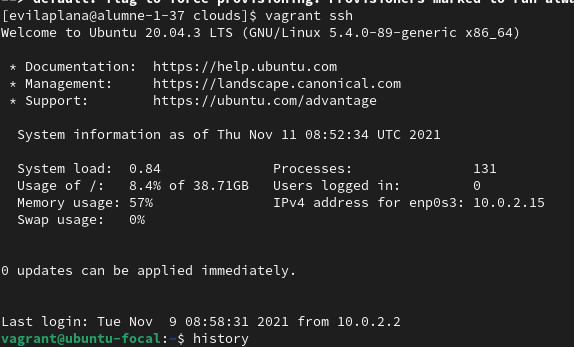 --> default: flag to force provisioning. Provisioners marked to run alwa
[evilaplana@alumne-1-37 clouds]$ vagrant ssh
Welcome to Ubuntu 20.04.3 LTS (GNU/Linux 5.4.0-89-generic x86_64)
* Documentation: https://help.ubuntu.com
* Management: https://landscape.canonical.com
* Support: https://ubuntu.com/advantage
System information as of Thu Nov 11 08:52:34 UTC 2021
System load: 0.84 Processes: 131
Usage of /: 8.4% of 38.71GB Users logged in: 0
Memory usage: 57% IPv4 address for enp0s3: 10.0.2.15
Swap usage: 0%
0 updates can be applied immediately.
Last login: Tue Nov 9 08:58:31 2021 from 10.0.2.2
vagrant@ubuntu-focal:~$ history